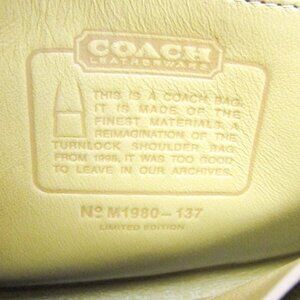 COACH
LEATHERWARE
THIS IS A COACH BAG.
IT IS MADE OF THE
FINEST MATERIALS. A
REIMAGINATION OF THE
TURNLOCK SHOULDER BAG
FROM 1998, IT WAS TOO GOOD
TO LEAVE IN OUR ARCHIVES.
No M1980-137
LIMITED EDITION